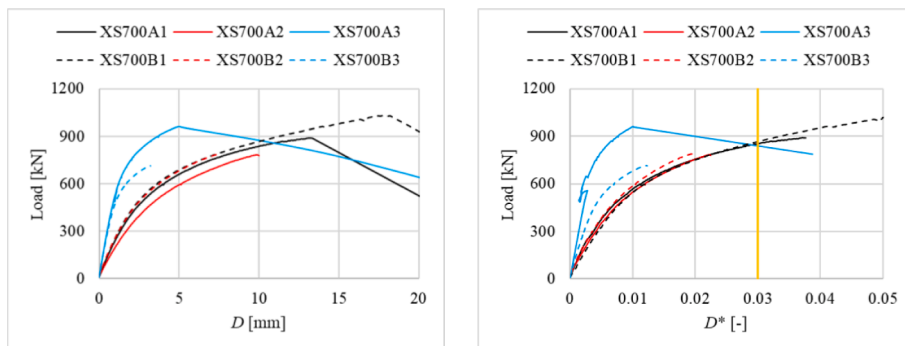 XS700A1 XS700A2 XS700A3
XS700B1 XS700B2 XS700B3
1200
900
600
300
0
Load [kN]
0 5 10 15 20
D [mm]
XS700A1 XS700A2 XS700A3
XS700B1 XS700B2 XS700B3
1200
900
600
300
0
Load [kN]
0 0.01 0.02 0.03 0.04 0.05
D* [-]